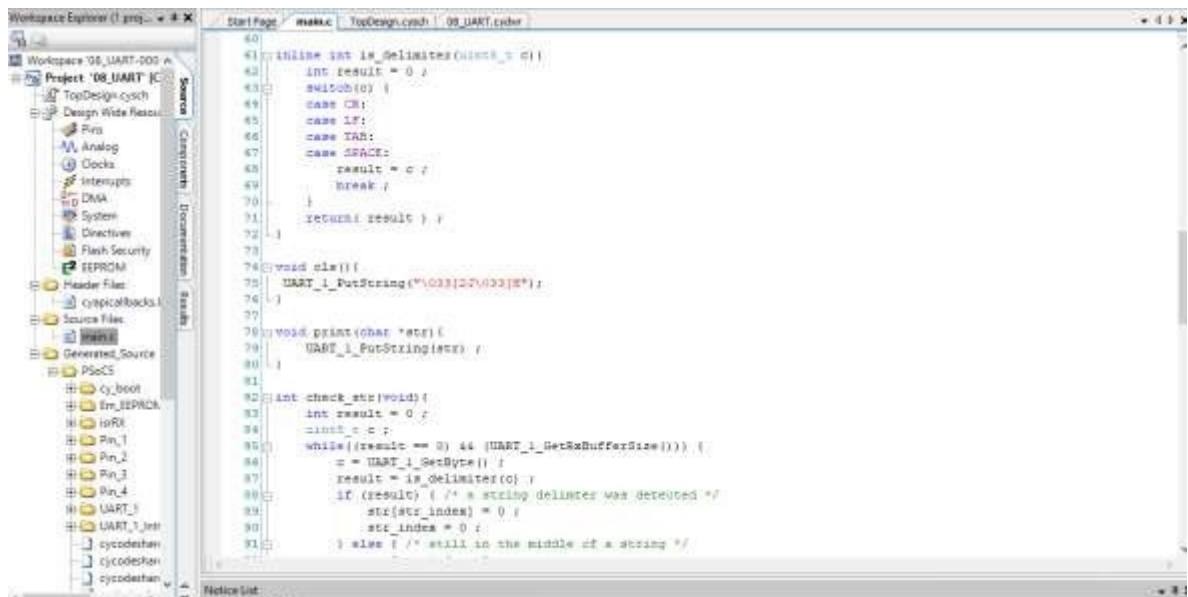 Workspace Explorer (1 proj...
Start Page
main.c
TopDesign.cysch
08_UART.cydwr
Workspace '08_UART-000
Project '08_UART' [C
TopDesign.cysch
Design Wide Resou
Pins
Analog
Clocks
Interrupts
DMA
System
Directives
Flash Security
EEPROM
Header Files
cyapicallbacks.h
Source Files
main.c
Generated_Source
PSoC5
cy_boot
Em_EEPROM
isrRX
Pin_1
Pin_2
Pin_3
Pin_4
UART_1
UART_1_Int
cycodeshar
cycodeshar
cycodeshar
Source
Components
Documentation
Results
60
61 inline int is_delimiter(uint8_t c){
62 int result = 0 ;
63 switch(c) {
64 case CR:
65 case LF:
66 case TAB:
67 case SPACE:
68 result = c ;
69 break ;
70 }
71 return( result ) ;
72 }
73
74 void cls(){
75 UART_1_PutString("\033[2J\033[H");
76 }
77
78 void print(char *str){
79 UART_1_PutString(str) ;
80 }
81
82 int check_str(void){
83 int result = 0 ;
84 uint8_t c ;
85 while((result == 0) && (UART_1_GetRxBufferSize())) {
86 c = UART_1_GetByte() ;
87 result = is_delimiter(c) ;
88 if (result) { /* a string delimter was detected */
89 str[str_index] = 0 ;
90 str_index = 0 ;
91 } else { /* still in the middle of a string */
Notice List